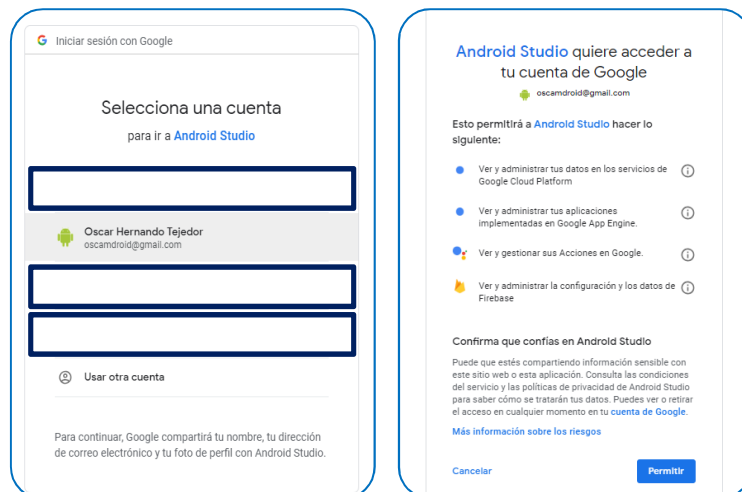 Iniciar sesión con Google
Selecciona una cuenta
para ir a Android Studio
Oscar Hernando Tejedor
oscamdroid@gmail.com
Usar otra cuenta
Para continuar, Google compartirá tu nombre, tu dirección
de correo electrónico y tu foto de perfil con Android Studio.
Android Studio quiere acceder a
tu cuenta de Google
oscamdroid@gmail.com
Esto permitirá a Android Studio hacer lo
siguiente:
Ver y administrar tus datos en los servicios de
Google Cloud Platform
Ver y administrar tus aplicaciones
implementadas en Google App Engine.
Ver y gestionar sus Acciones en Google.
Ver y administrar la configuración y los datos de
Firebase
Confirma que confías en Android Studio
Puede que estés compartiendo información sensible con
este sitio web o esta aplicación. Consulta las condiciones
del servicio y las políticas de privacidad de Android Studio
para saber cómo se tratarán tus datos. Puedes ver o retirar
el acceso en cualquier momento en tu cuenta de Google.
Más información sobre los riesgos
Cancelar
Permitir